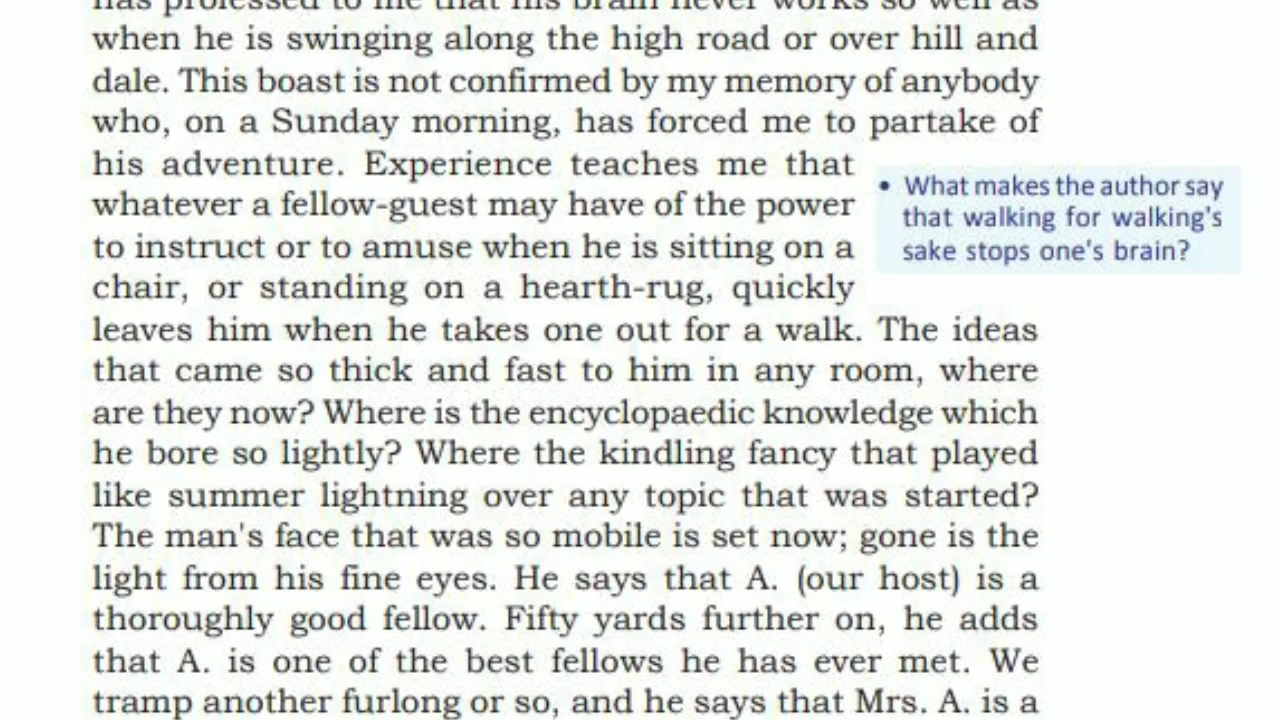 has professed to me that his brain never works so well as
when he is swinging along the high road or over hill and
dale. This boast is not confirmed by my memory of anybody
who, on a Sunday morning, has forced me to partake of
his adventure. Experience teaches me that
whatever a fellow-guest may have of the power
to instruct or to amuse when he is sitting on a
chair, or standing on a hearth-rug, quickly
leaves him when he takes one out for a walk. The ideas
that came so thick and fast to him in any room, where
are they now? Where is the encyclopaedic knowledge which
he bore so lightly? Where the kindling fancy that played
like summer lightning over any topic that was started?
The man's face that was so mobile is set now; gone is the
light from his fine eyes. He says that A. (our host) is a
thoroughly good fellow. Fifty yards further on, he adds
that A. is one of the best fellows he has ever met. We
tramp another furlong or so, and he says that Mrs. A. is a
• What makes the author say
that walking for walking's
sake stops one's brain?